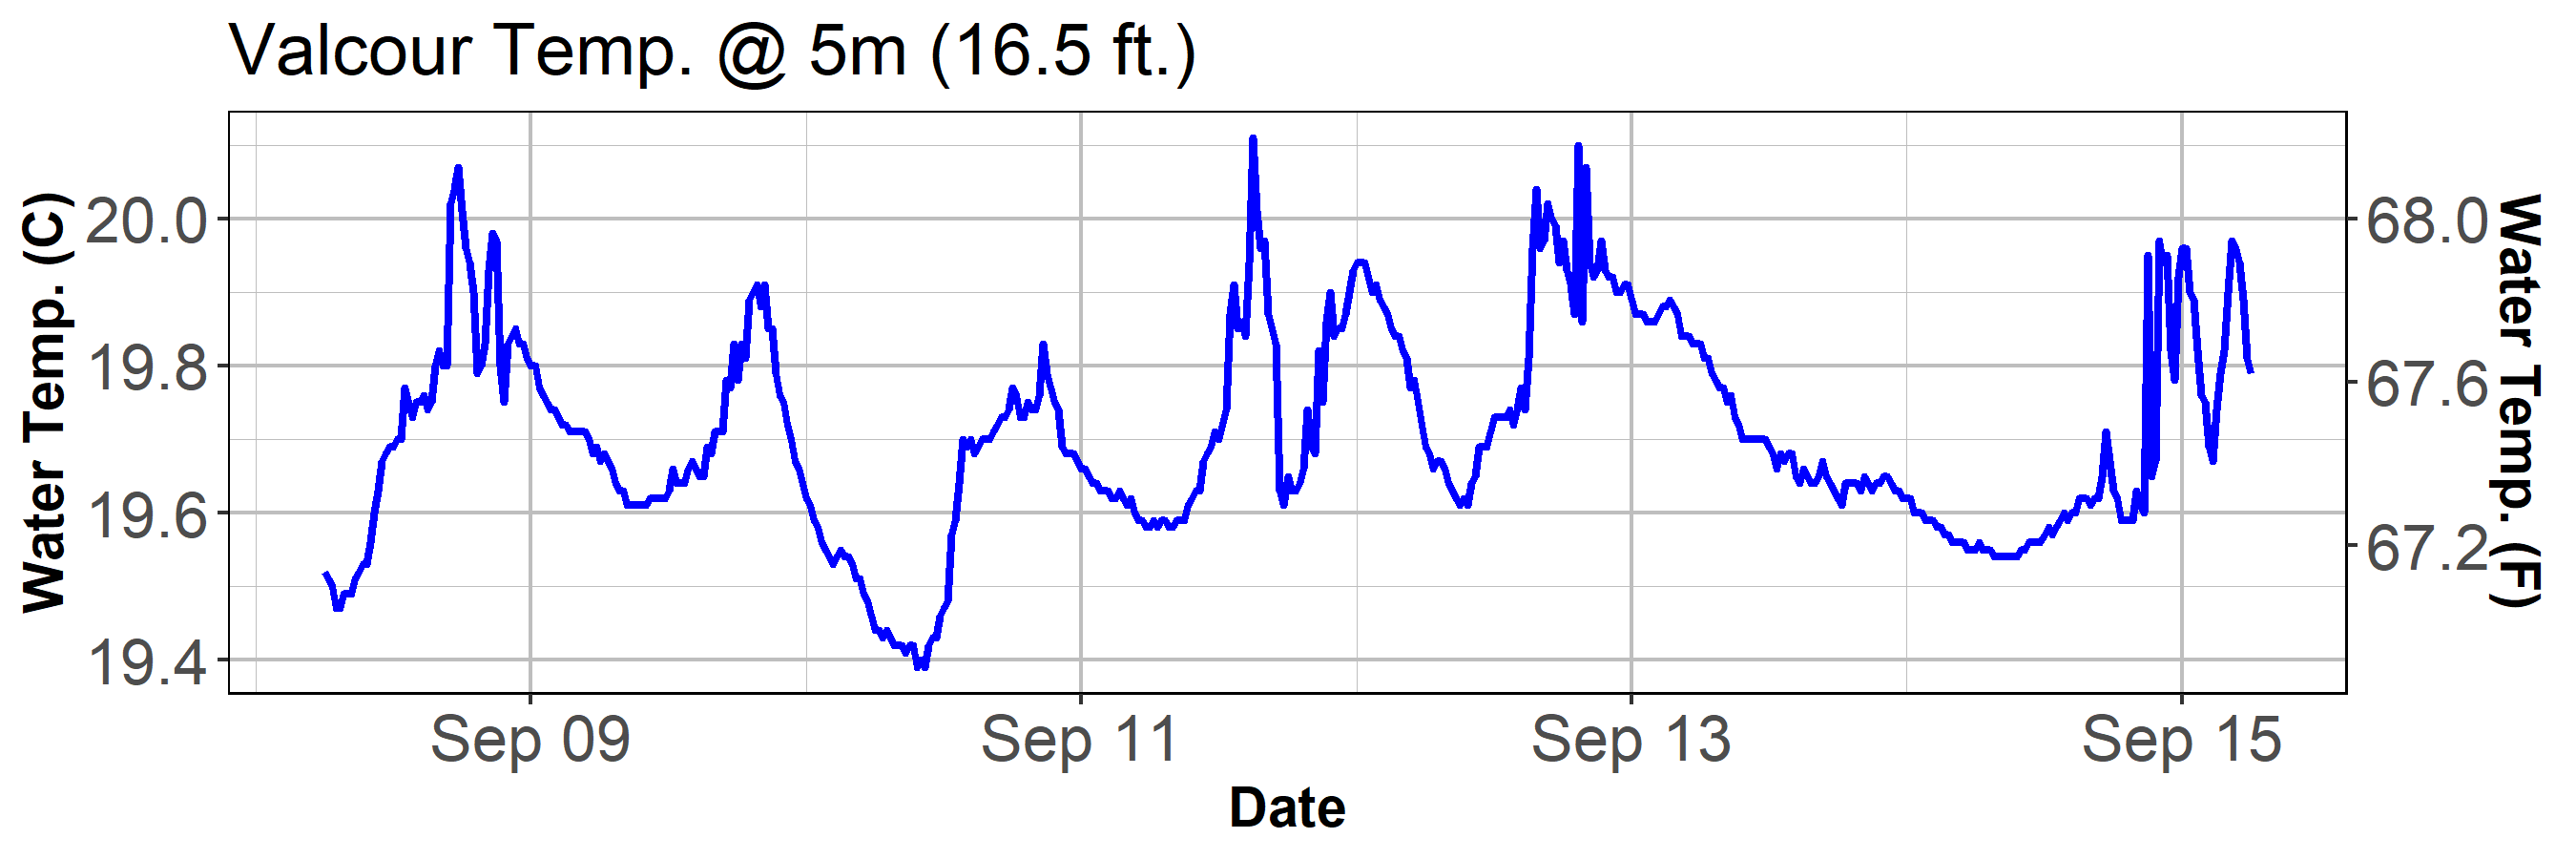 Valcour Temp. @ 5m (16.5 ft.)
Water Temp. (C)
20.0
19.8
19.6
19.4
68.0
67.6
67.2
Water Temp. (F)
Sep 09 Sep 11 Sep 13 Sep 15
Date